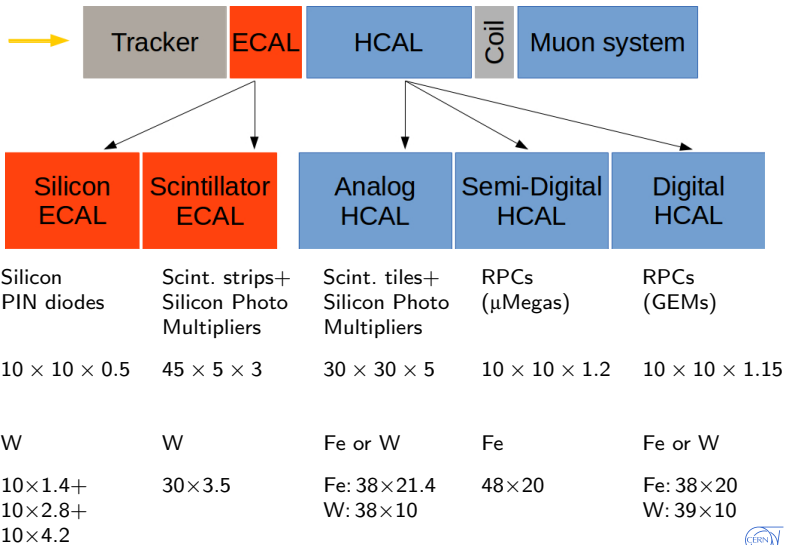 Tracker ECAL HCAL Coil Muon system
Silicon ECAL
Scintillator ECAL
Analog HCAL
Semi-Digital HCAL
Digital HCAL
Silicon
PIN diodes
Scint. strips+
Silicon Photo
Multipliers
Scint. tiles+
Silicon Photo
Multipliers
RPCs
(μMegas)
RPCs
(GEMs)
10 × 10 × 0.5 45 × 5 × 3 30 × 30 × 5 10 × 10 × 1.2 10 × 10 × 1.15
W W Fe or W Fe Fe or W
10×1.4+
10×2.8+
10×4.2
30×3.5
Fe: 38×21.4
W: 38×10
48×20
Fe: 38×20
W: 39×10
CERN